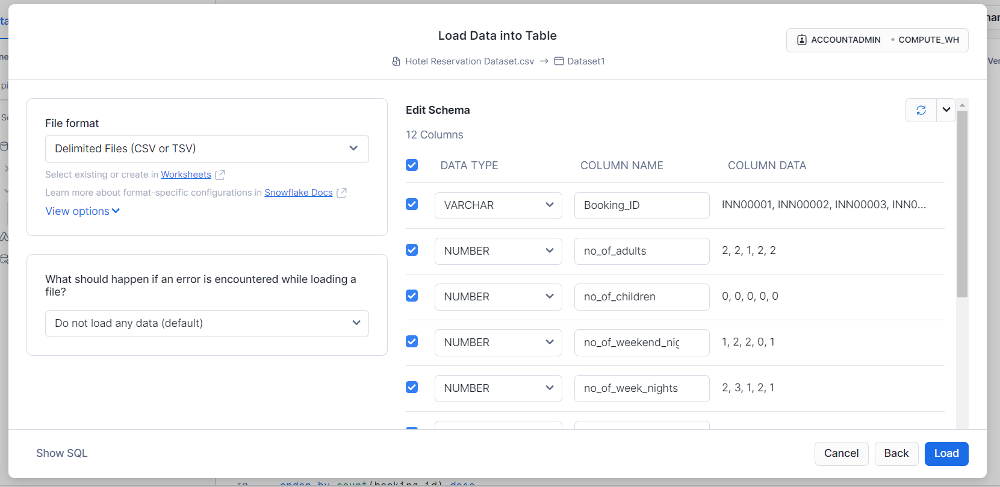 Load Data into Table
Hotel Reservation Dataset.csv → Dataset1
ACCOUNTADMIN • COMPUTE_WH
File format
Delimited Files (CSV or TSV)
Select existing or create in Worksheets
Learn more about format-specific configurations in Snowflake Docs
View options
What should happen if an error is encountered while loading a
file?
Do not load any data (default)
Edit Schema
12 Columns
DATA TYPE COLUMN NAME COLUMN DATA
VARCHAR Booking_ID INN00001, INN00002, INN00003, INN0...
NUMBER no_of_adults 2, 2, 1, 2, 2
NUMBER no_of_children 0, 0, 0, 0, 0
NUMBER no_of_weekend_nig 1, 2, 2, 0, 1
NUMBER no_of_week_nights 2, 3, 1, 2, 1
Show SQL
Cancel Back Load